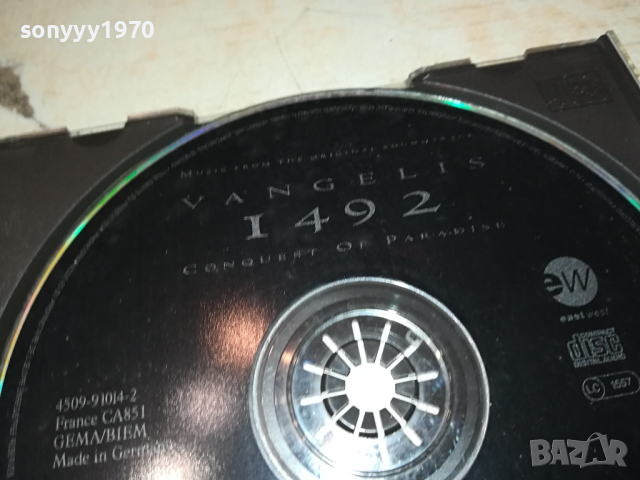 sonyyy1970
MUSIC FROM THE ORIGINAL SOUNDTRACK
VANGELIS
1492
CONQUEST OF PARADISE
ew
eastwest
COMPACT
disc
DIGITAL AUDIO
LC 1557
4509-91014-2
France CA851
GEMA/BIEM
Made in
BAZAR